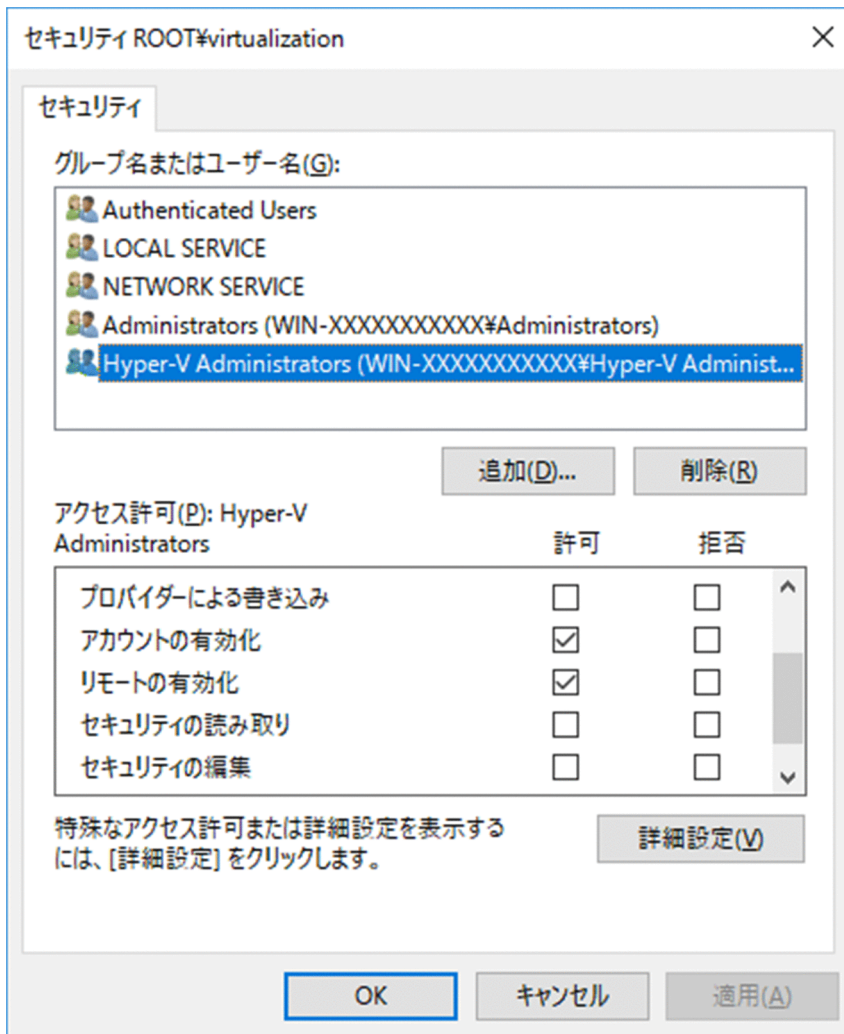 セキュリティ ROOT¥virtualization
セキュリティ
グループ名またはユーザー名(G):
Authenticated Users
LOCAL SERVICE
NETWORK SERVICE
Administrators (WIN-XXXXXXXXXXX¥Administrators)
Hyper-V Administrators (WIN-XXXXXXXXXXX¥Hyper-V Administ...
追加(D)... 削除(R)
アクセス許可(P): Hyper-V
Administrators 許可 拒否
プロバイダーによる書き込み
アカウントの有効化
リモートの有効化
セキュリティの読み取り
セキュリティの編集
特殊なアクセス許可または詳細設定を表示する
には、[詳細設定] をクリックします。
詳細設定(V)
OK キャンセル 適用(A)